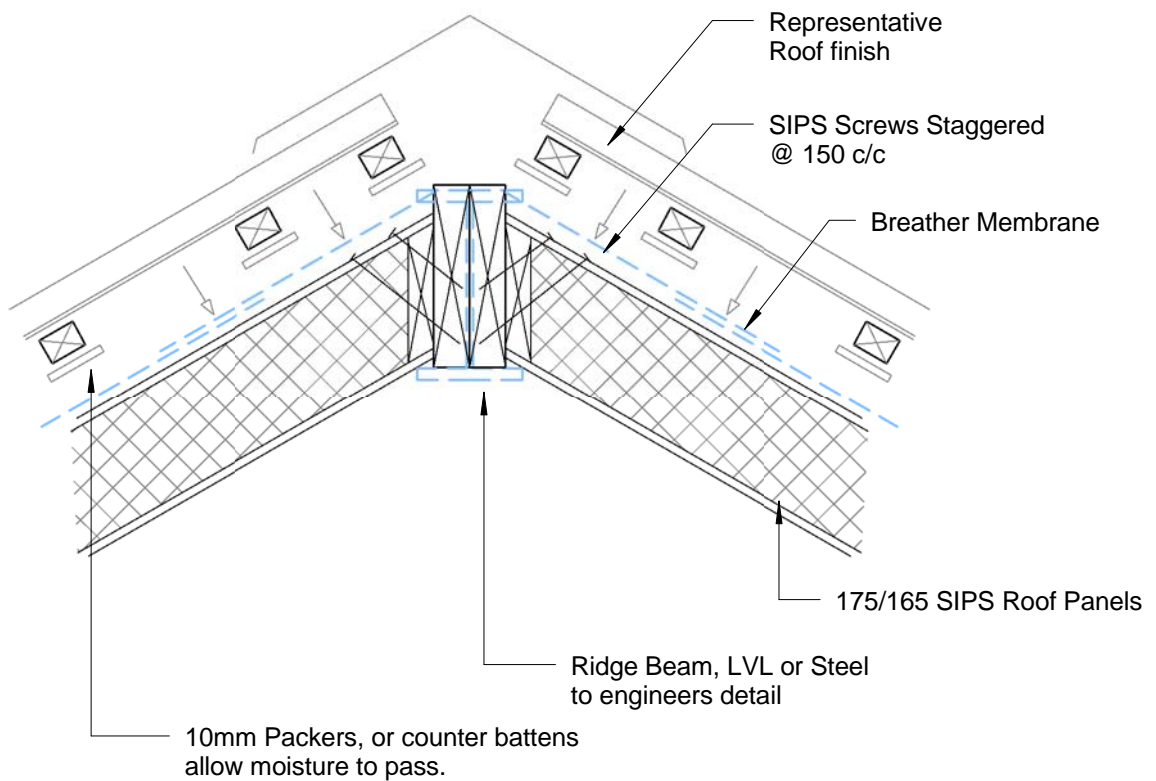 Representative
Roof finish
SIPS Screws Staggered
@ 150 c/c
Breather Membrane
175/165 SIPS Roof Panels
Ridge Beam, LVL or Steel
to engineers detail
10mm Packers, or counter battens
allow moisture to pass.